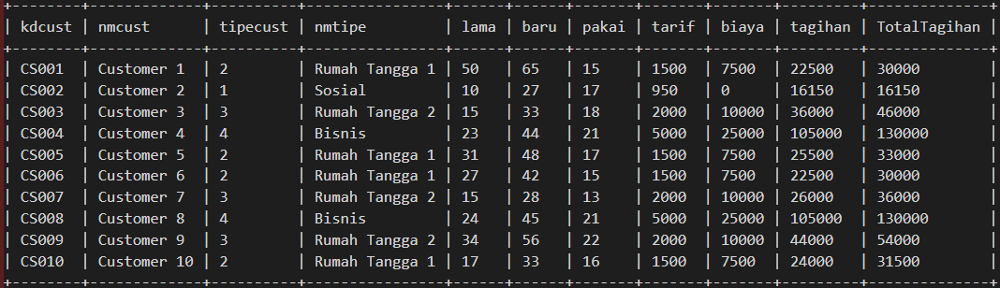 +--------+-------------+----------+----------------+------+------+-------+-------+-------+---------+--------------+
| kdcust | nmcust      | tipecust | nmtipe         | lama | baru | pakai | tarif | biaya | tagihan | TotalTagihan |
+--------+-------------+----------+----------------+------+------+-------+-------+-------+---------+--------------+
| CS001  | Customer 1  | 2        | Rumah Tangga 1 | 50   | 65   | 15    | 1500  | 7500  | 22500   | 30000        |
| CS002  | Customer 2  | 1        | Sosial         | 10   | 27   | 17    | 950   | 0     | 16150   | 16150        |
| CS003  | Customer 3  | 3        | Rumah Tangga 2 | 15   | 33   | 18    | 2000  | 10000 | 36000   | 46000        |
| CS004  | Customer 4  | 4        | Bisnis         | 23   | 44   | 21    | 5000  | 25000 | 105000  | 130000       |
| CS005  | Customer 5  | 2        | Rumah Tangga 1 | 31   | 48   | 17    | 1500  | 7500  | 25500   | 33000        |
| CS006  | Customer 6  | 2        | Rumah Tangga 1 | 27   | 42   | 15    | 1500  | 7500  | 22500   | 30000        |
| CS007  | Customer 7  | 3        | Rumah Tangga 2 | 15   | 28   | 13    | 2000  | 10000 | 26000   | 36000        |
| CS008  | Customer 8  | 4        | Bisnis         | 24   | 45   | 21    | 5000  | 25000 | 105000  | 130000       |
| CS009  | Customer 9  | 3        | Rumah Tangga 2 | 34   | 56   | 22    | 2000  | 10000 | 44000   | 54000        |
| CS010  | Customer 10 | 2        | Rumah Tangga 1 | 17   | 33   | 16    | 1500  | 7500  | 24000   | 31500        |
+--------+-------------+----------+----------------+------+------+-------+-------+-------+---------+--------------+